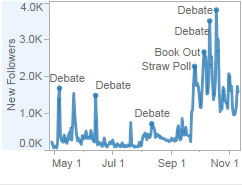 4.0K
Debate
3.0K
Debate
Book Out
Straw Poll
2.0K
Debate
Debate
1.0K
Debate
0.0K
New Followers
May 1
Jul 1
Sep 1
Nov 1